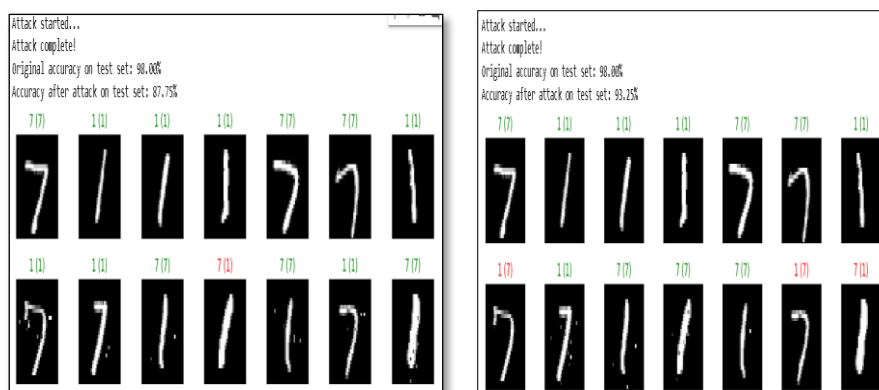 Attack started...
Attack complete!
Original accuracy on test set: 98.00%
Accuracy after attack on test set: 87.75%
7 (7) 1 (1) 1 (1) 1 (1) 7 (7) 7 (7) 1 (1)
1 (1) 1 (1) 7 (7) 7 (1) 7 (7) 1 (1) 7 (7)
Attack started...
Attack complete!
Original accuracy on test set: 98.00%
Accuracy after attack on test set: 93.25%
7 (7) 1 (1) 1 (1) 1 (1) 7 (7) 7 (7) 1 (1)
1 (7) 1 (1) 7 (7) 7 (7) 7 (7) 1 (7) 7 (1)